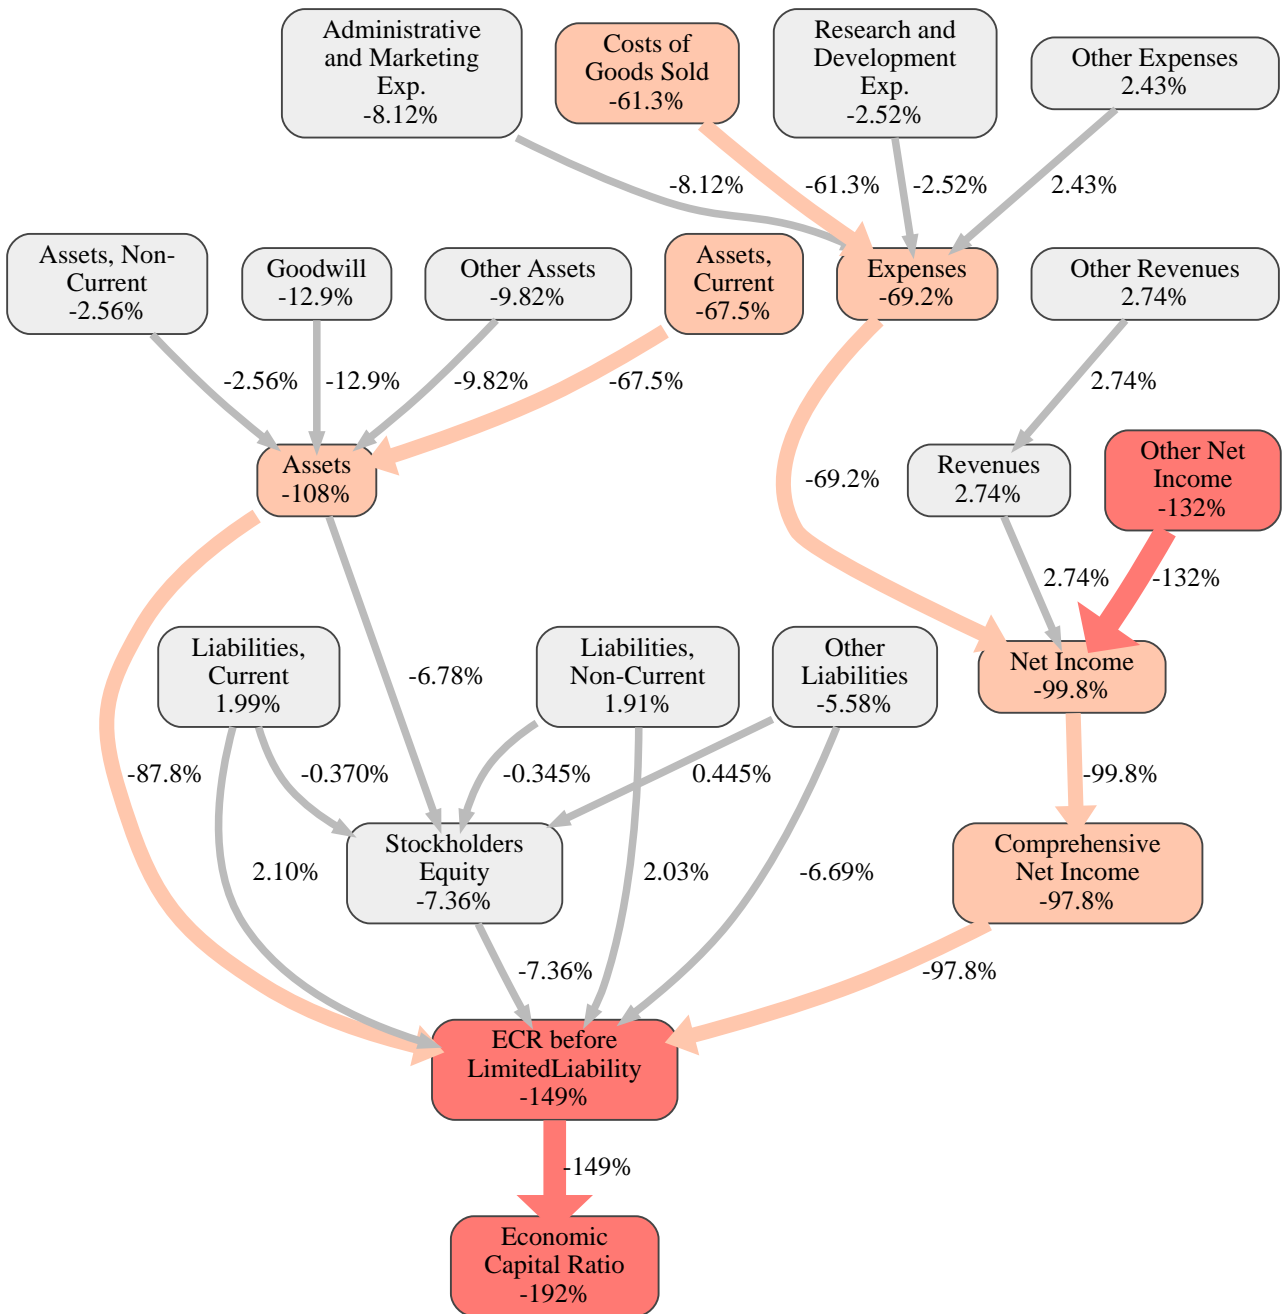 Administrative
and Marketing
Exp.
-8.12%
Costs of
Goods Sold
-61.3%
Research and
Development
Exp.
-2.52%
Other Expenses
2.43%
-8.12%
-61.3%
-2.52%
2.43%
Assets, Non-
Current
-2.56%
Goodwill
-12.9%
Other Assets
-9.82%
Assets,
Current
-67.5%
Expenses
-69.2%
Other Revenues
2.74%
-2.56%
-12.9%
-9.82%
-67.5%
2.74%
Assets
-108%
-69.2%
Revenues
2.74%
Other Net
Income
-132%
2.74%
-132%
Liabilities,
Current
1.99%
-6.78%
Liabilities,
Non-Current
1.91%
Other
Liabilities
-5.58%
Net Income
-99.8%
-87.8%
-0.370%
-0.345%
0.445%
-99.8%
Stockholders
Equity
-7.36%
2.10%
2.03%
-6.69%
Comprehensive
Net Income
-97.8%
-7.36%
-97.8%
ECR before
LimitedLiability
-149%
-149%
Economic
Capital Ratio
-192%